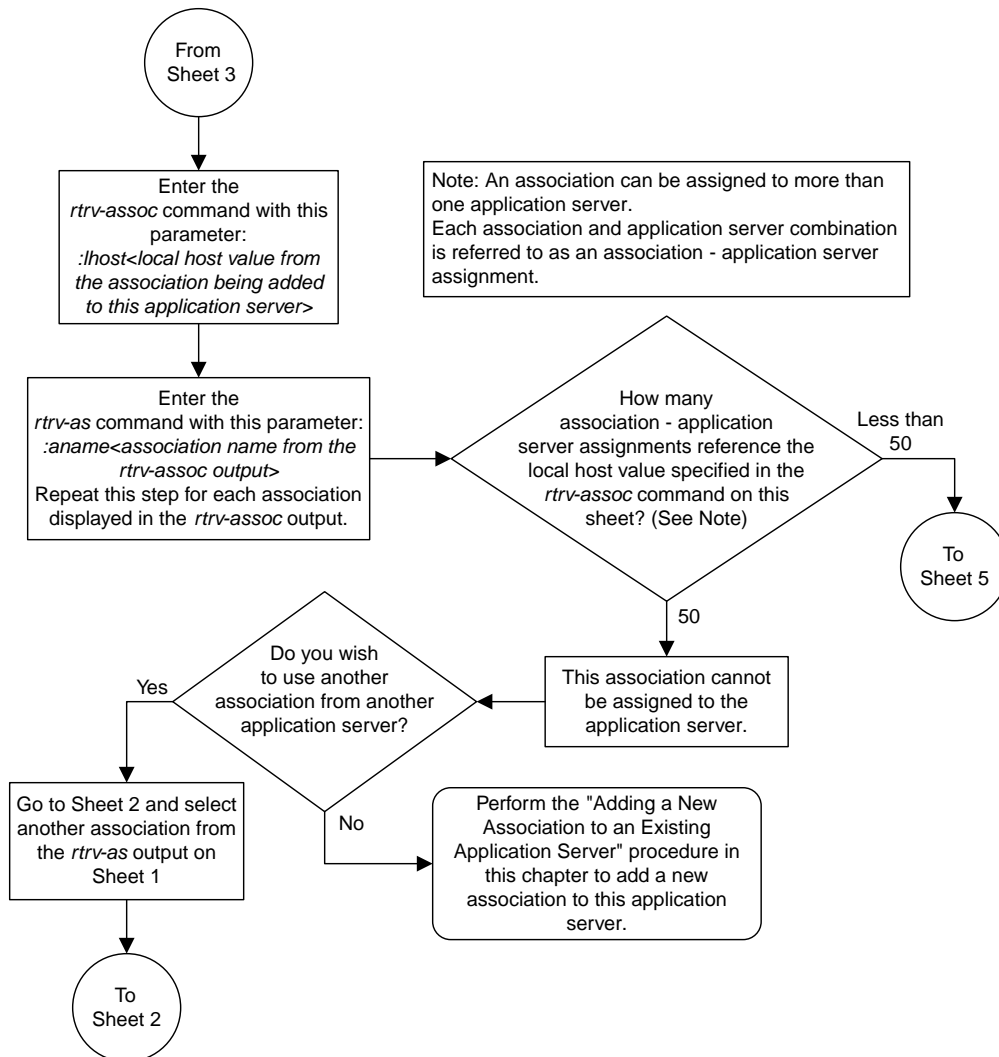 From
Sheet 3
Enter the
rtrv-assoc command with this
parameter:
:lhost<local host value from
the association being added
to this application server>
Note: An association can be assigned to more than
one application server.
Each association and application server combination
is referred to as an association - application server
assignment.
Enter the
rtrv-as command with this parameter:
:aname<association name from the
rtrv-assoc output>
Repeat this step for each association
displayed in the rtrv-assoc output.
How many
association - application
server assignments reference the
local host value specified in the
rtrv-assoc command on this
sheet? (See Note)
Less than
50
To
Sheet 5
50
This association cannot
be assigned to the
application server.
Do you wish
to use another
association from another
application server?
Yes
No
Go to Sheet 2 and select
another association from
the rtrv-as output on
Sheet 1
Perform the "Adding a New
Association to an Existing
Application Server" procedure in
this chapter to add a new
association to this application
server.
To
Sheet 2